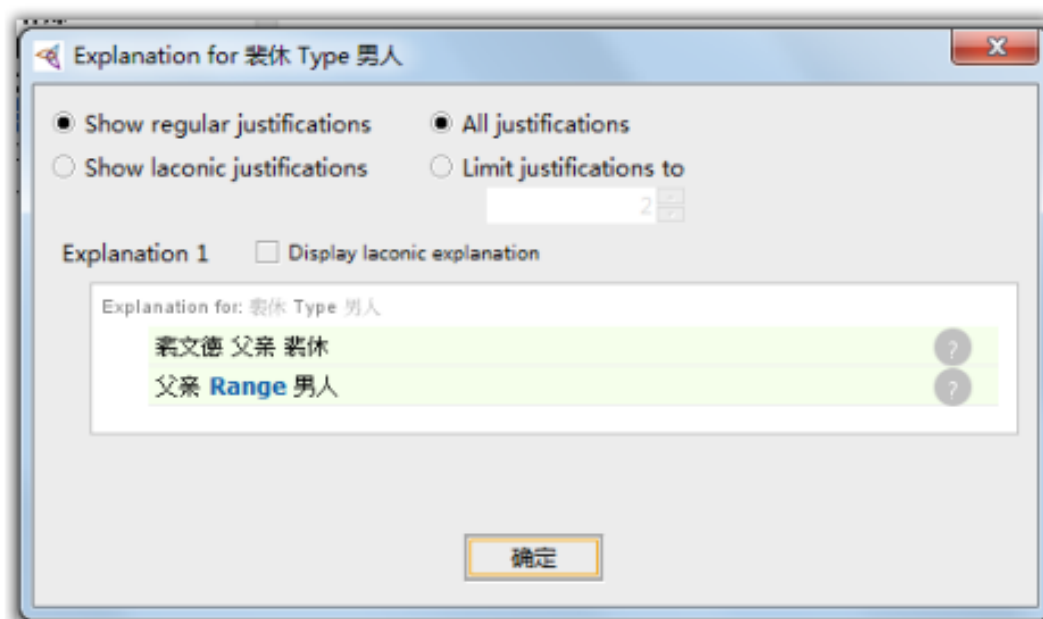 Explanation for 裴休 Type 男人
Show regular justifications
All justifications
Show laconic justifications
Limit justifications to
2
Explanation 1
Display laconic explanation
Explanation for: 裴休 Type 男人
裴文德 父亲 裴休
?
父亲 Range 男人
?
确定